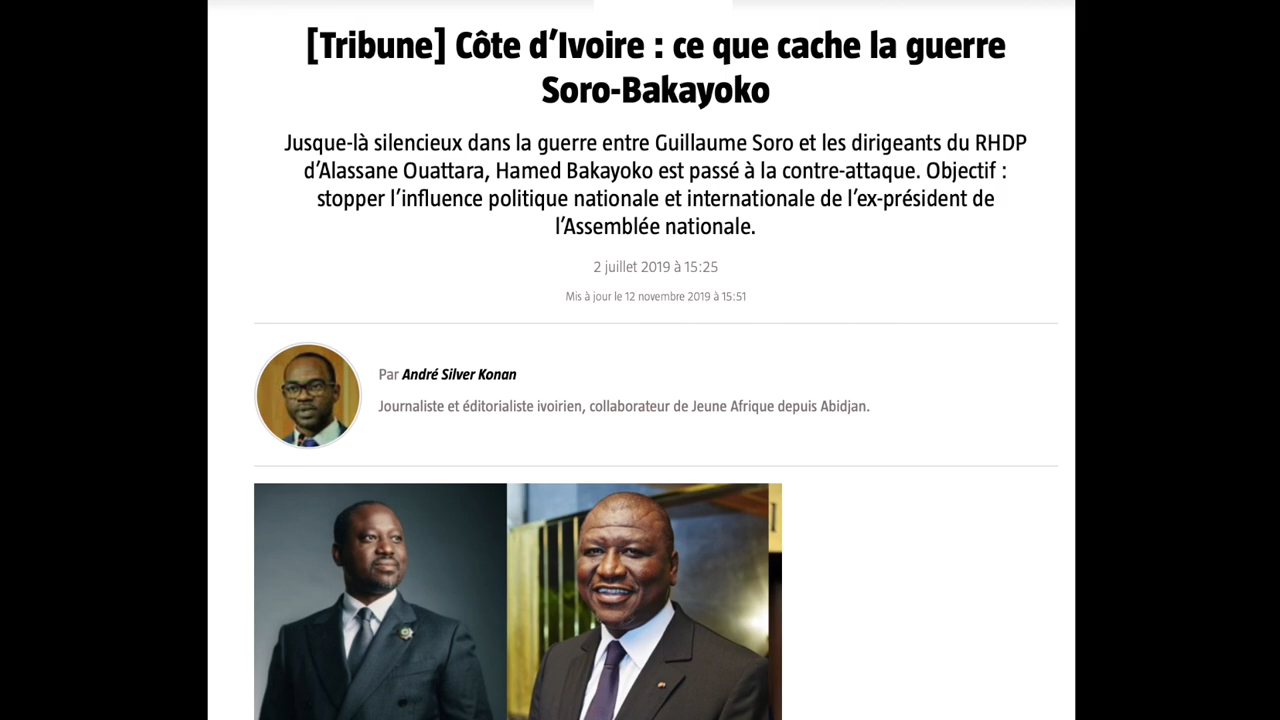 [Tribune] Côte d’Ivoire : ce que cache la guerre
Soro-Bakayoko
Jusque-là silencieux dans la guerre entre Guillaume Soro et les dirigeants du RHDP
d’Alassane Ouattara, Hamed Bakayoko est passé à la contre-attaque. Objectif :
stopper l’influence politique nationale et internationale de l’ex-président de
l’Assemblée nationale.
2 juillet 2019 à 15:25
Mis à jour le 12 novembre 2019 à 15:51
Par André Silver Konan
Journaliste et éditorialiste ivoirien, collaborateur de Jeune Afrique depuis Abidjan.